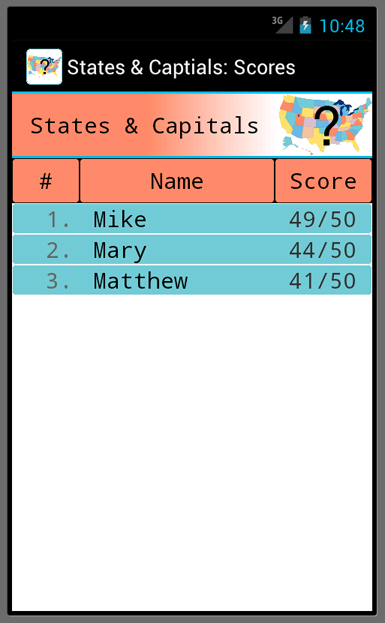 3G 10:48
? States & Captials: Scores
States & Capitals ?
# Name Score
1. Mike 49/50
2. Mary 44/50
3. Matthew 41/50